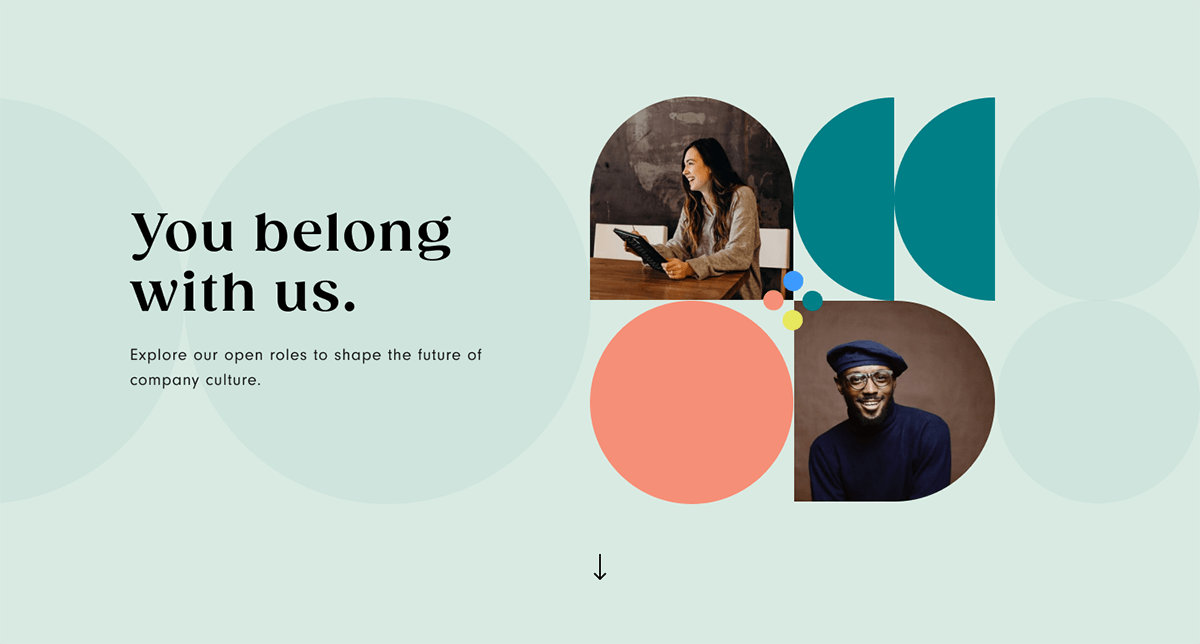 You belong
with us.
Explore our open roles to shape the future of
company culture.